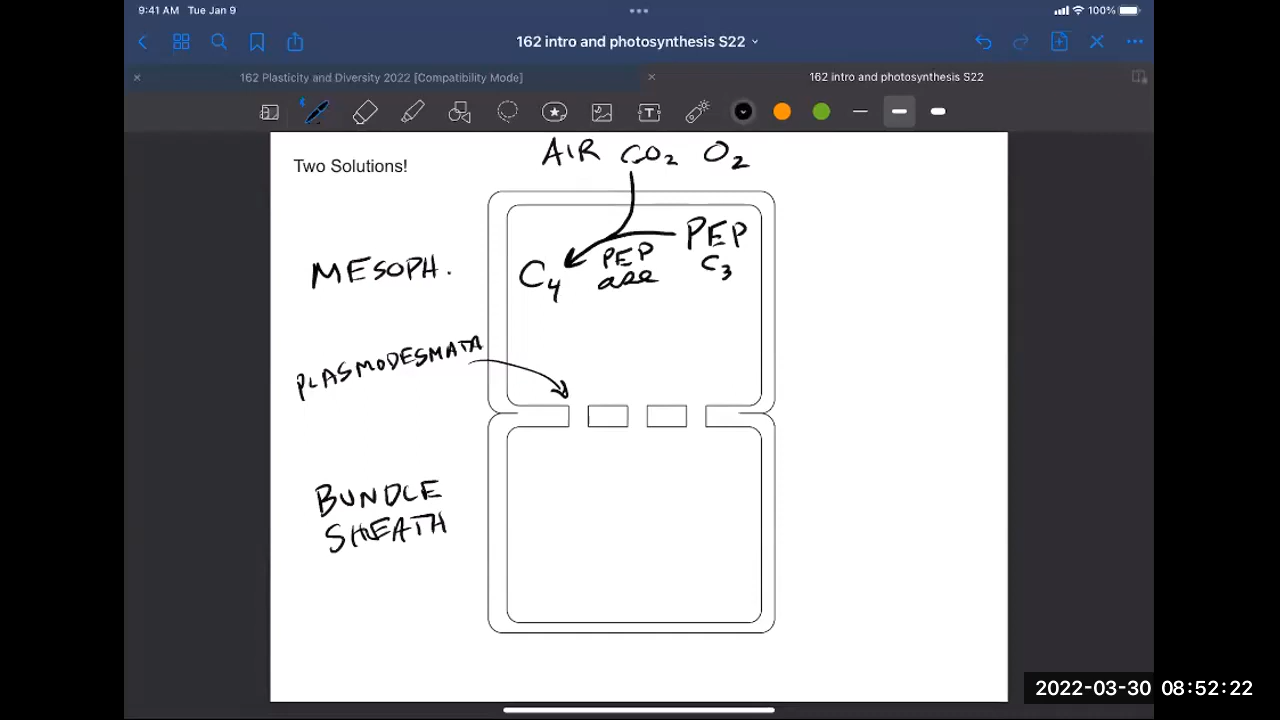 9:41 AM Tue Jan 9
100%
162 intro and photosynthesis S22
162 Plasticity and Diversity 2022 [Compatibility Mode]
162 intro and photosynthesis S22
Two Solutions!
AIR CO2 O2
PEP
C3
PEP
ase
C4
MESOPH.
PLASMODESMATA
BUNDLE
SHEATH
2022-03-30 08:52:22